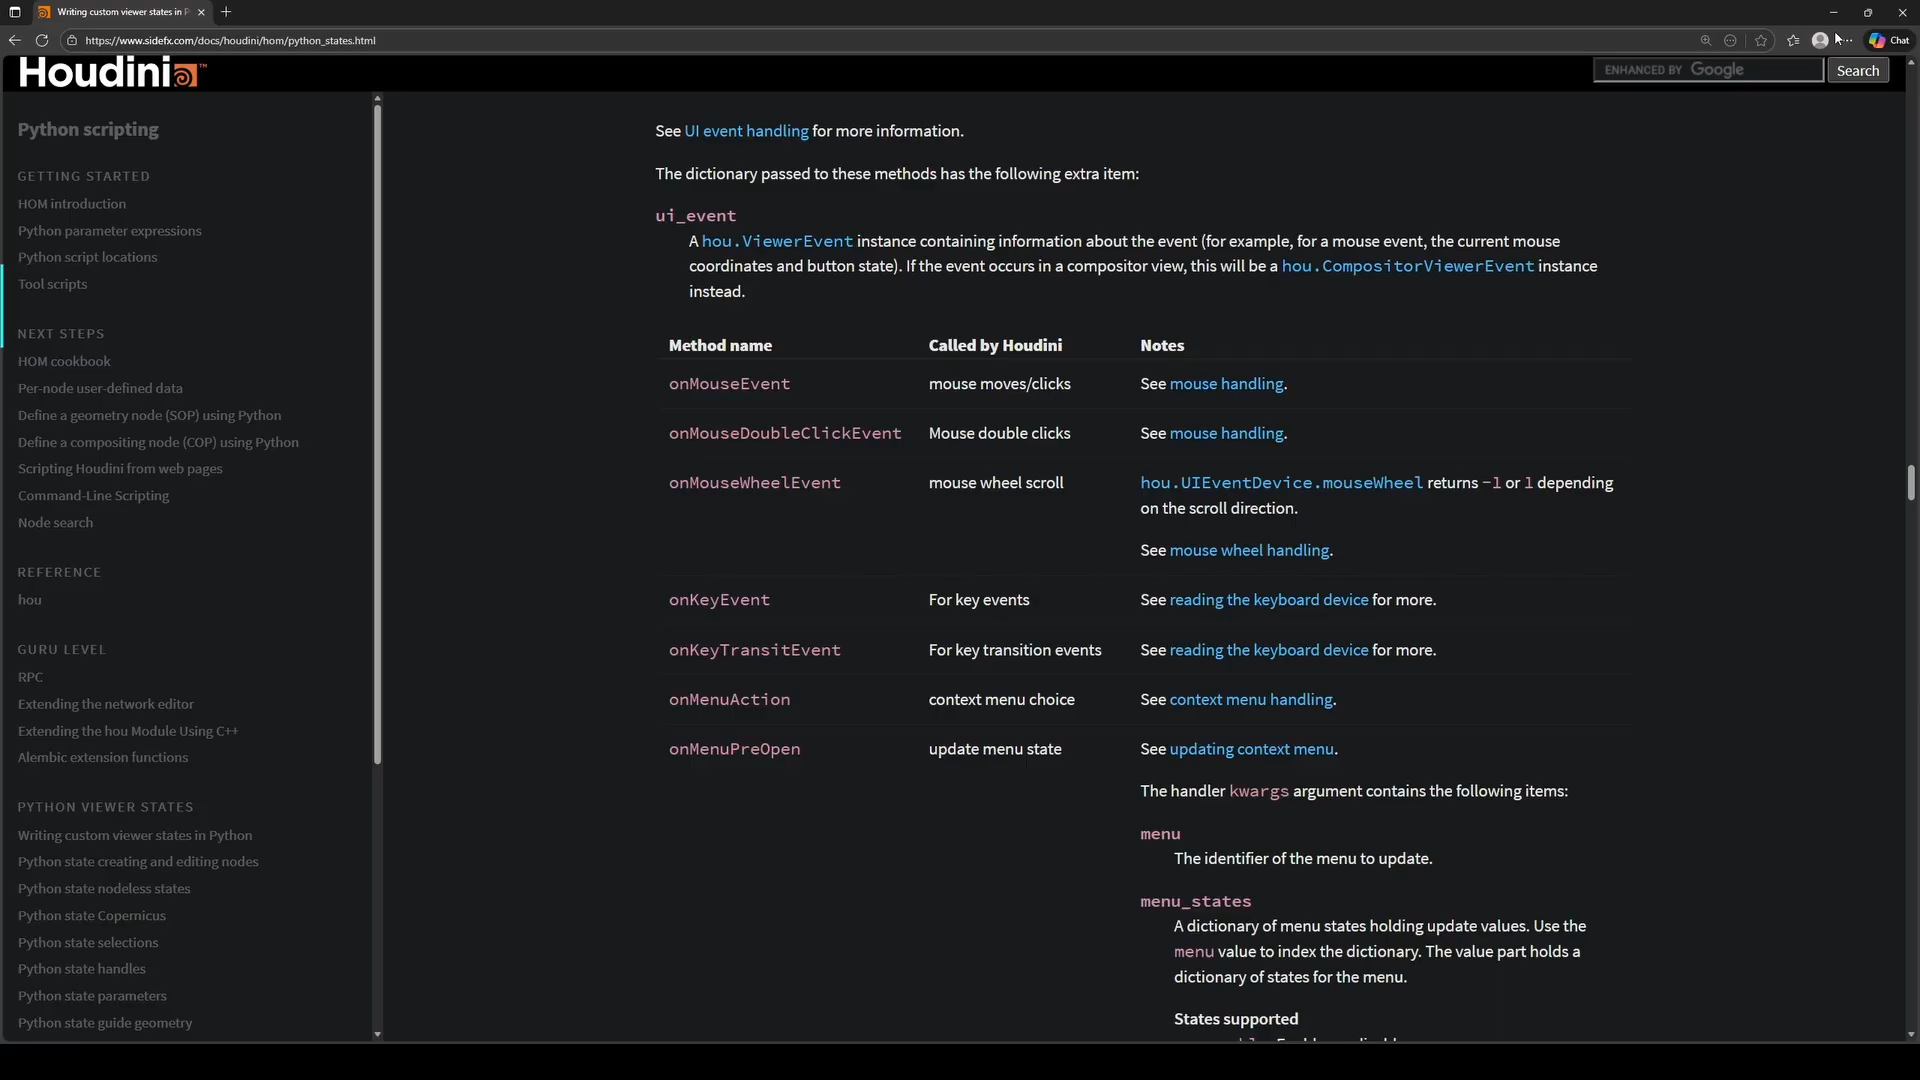 Writing custom viewer states in P
https://www.sidefx.com/docs/houdini/hom/python_states.html
Chat
Houdini™
ENHANCED BY Google
Search
Python scripting
GETTING STARTED
HOM introduction
Python parameter expressions
Python script locations
Tool scripts
NEXT STEPS
HOM cookbook
Per-node user-defined data
Define a geometry node (SOP) using Python
Define a compositing node (COP) using Python
Scripting Houdini from web pages
Command-Line Scripting
Node search
REFERENCE
hou
GURU LEVEL
RPC
Extending the network editor
Extending the hou Module Using C++
Alembic extension functions
PYTHON VIEWER STATES
Writing custom viewer states in Python
Python state creating and editing nodes
Python state nodeless states
Python state Copernicus
Python state selections
Python state handles
Python state parameters
Python state guide geometry
See UI event handling for more information.
The dictionary passed to these methods has the following extra item:
ui_event
A hou.ViewerEvent instance containing information about the event (for example, for a mouse event, the current mouse
coordinates and button state). If the event occurs in a compositor view, this will be a hou.CompositorViewerEvent instance
instead.
Method name Called by Houdini Notes
onMouseEvent mouse moves/clicks See mouse handling.
onMouseDoubleClickEvent Mouse double clicks See mouse handling.
onMouseWheelEvent mouse wheel scroll hou.UIEventDevice.mouseWheel returns -1 or 1 depending
on the scroll direction.
See mouse wheel handling.
onKeyEvent For key events See reading the keyboard device for more.
onKeyTransitEvent For key transition events See reading the keyboard device for more.
onMenuAction context menu choice See context menu handling.
onMenuPreOpen update menu state See updating context menu.
The handler kwargs argument contains the following items:
menu
The identifier of the menu to update.
menu_states
A dictionary of menu states holding update values. Use the
menu value to index the dictionary. The value part holds a
dictionary of states for the menu.
States supported